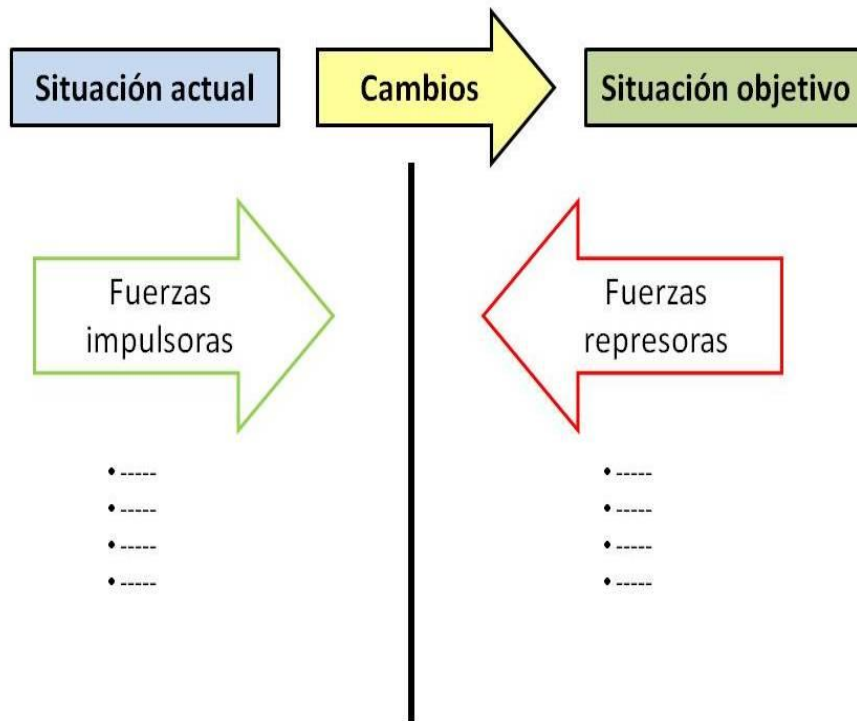 Situación actual
Cambios
Situación objetivo
Fuerzas
impulsoras
Fuerzas
represoras
• -----
• -----
• -----
• -----
• -----
• -----
• -----
• -----